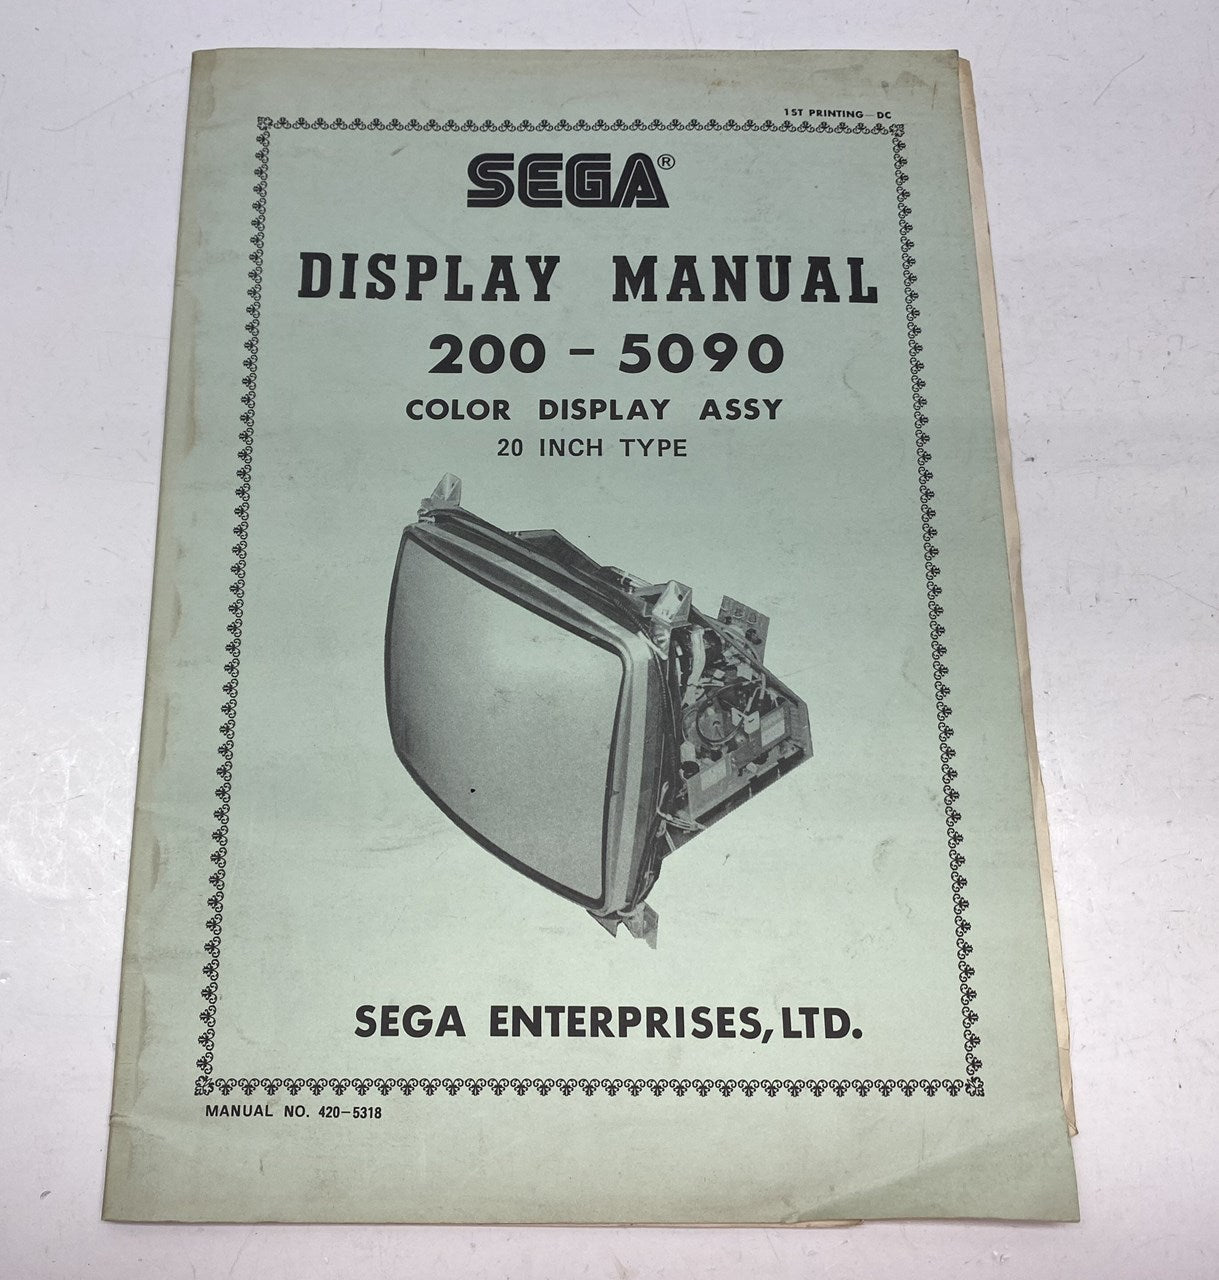 1ST PRINTING—DC
SEGA®
DISPLAY MANUAL
200 - 5090
COLOR DISPLAY ASSY
20 INCH TYPE
SEGA ENTERPRISES, LTD.
MANUAL NO. 420-5318